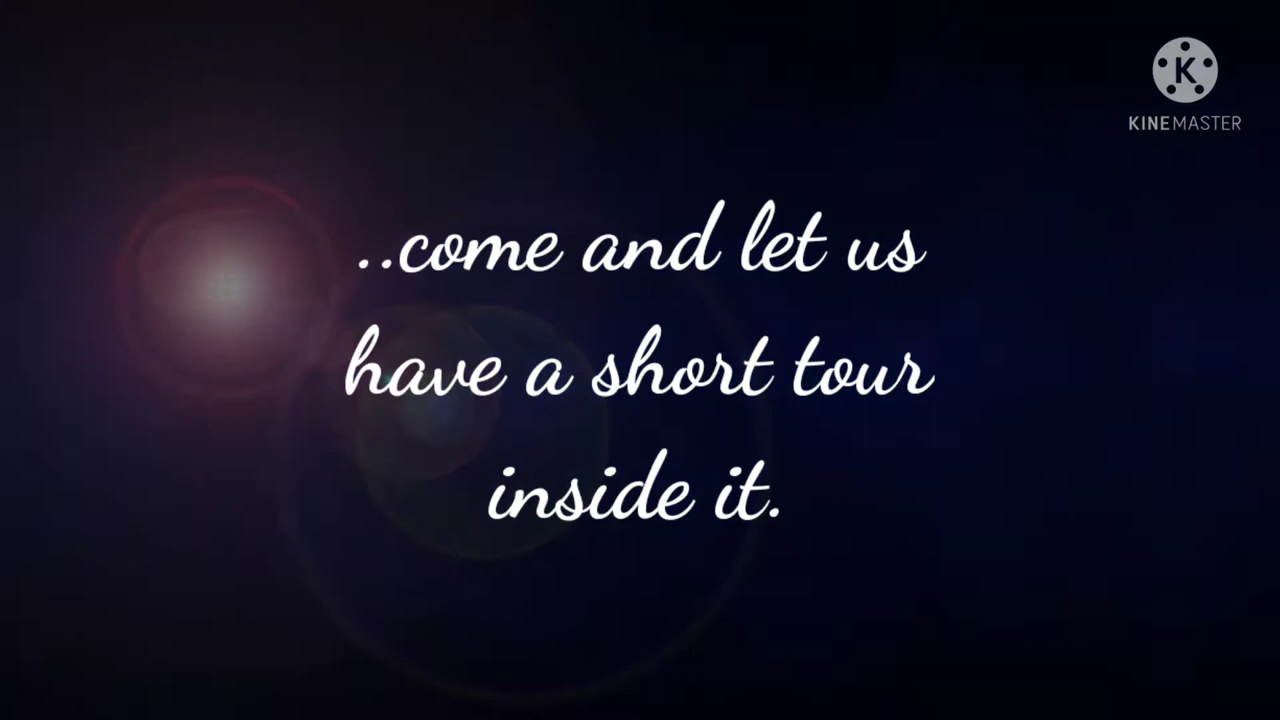 K
KINEMASTER
..come and let us
have a short tour
inside it.